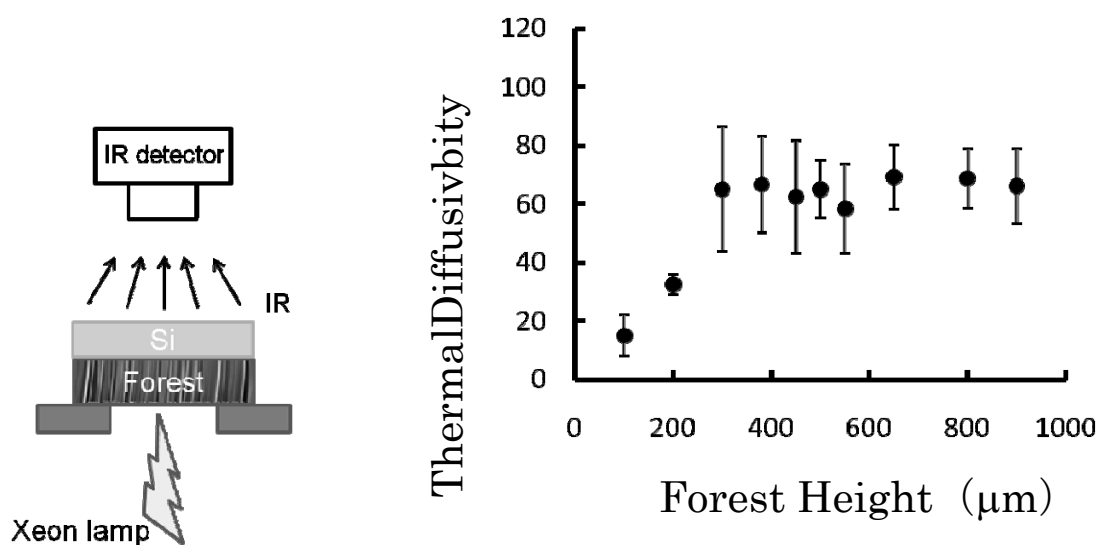 IR detector
IR
Si
Forest
Xeon lamp
ThermalDiffusivbity
120
100
80
60
40
20
0
0 200 400 600 800 1000
Forest Height (μm)